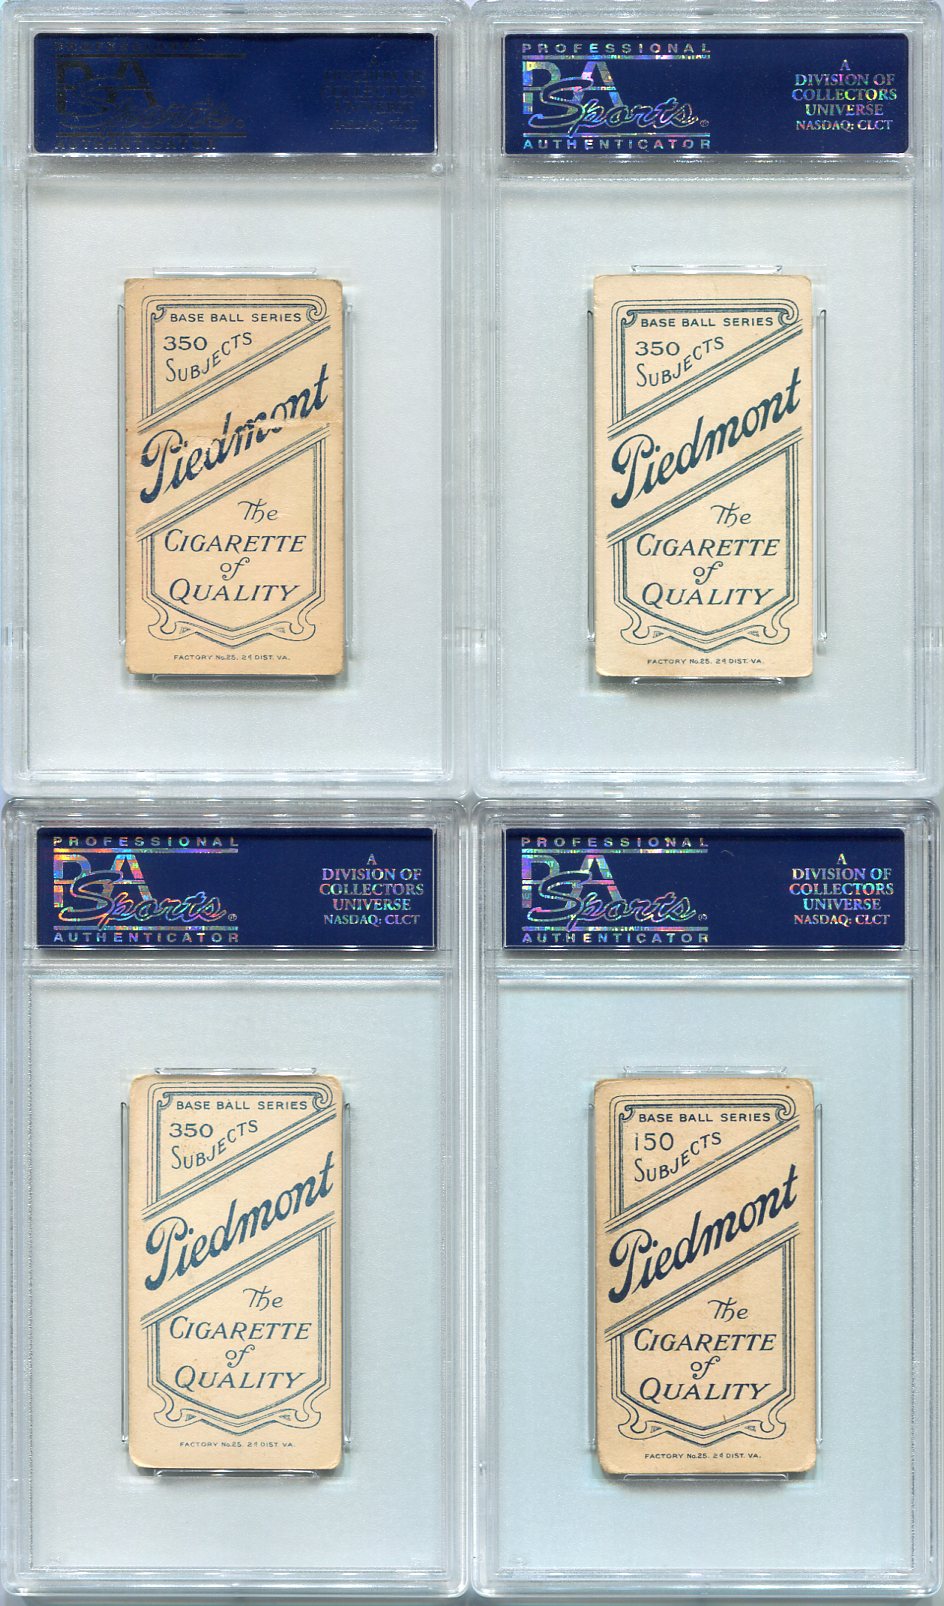 PROFESSIONAL
PSA
Sports
AUTHENTICATOR
A
DIVISION OF
COLLECTORS
UNIVERSE
NASDAQ: CLCT
BASE BALL SERIES
350
SUBJECTS
Piedmont
The
CIGARETTE
of
QUALITY
FACTORY No.25. 2d DIST. VA.
PROFESSIONAL
PSA
Sports®
AUTHENTICATOR
A
DIVISION OF
COLLECTORS
UNIVERSE
NASDAQ: CLCT
BASE BALL SERIES
350
SUBJECTS
Piedmont
The
CIGARETTE
of
QUALITY
FACTORY No.25. 2d DIST. VA.
PROFESSIONAL
PSA
Sports®
AUTHENTICATOR
A
DIVISION OF
COLLECTORS
UNIVERSE
NASDAQ: CLCT
BASE BALL SERIES
350
SUBJECTS
Piedmont
The
CIGARETTE
of
QUALITY
FACTORY No.25. 2d DIST. VA.
PROFESSIONAL
PSA
Sports®
AUTHENTICATOR
A
DIVISION OF
COLLECTORS
UNIVERSE
NASDAQ: CLCT
BASE BALL SERIES
150
SUBJECTS
Piedmont
The
CIGARETTE
of
QUALITY
FACTORY No.25. 2d DIST. VA.